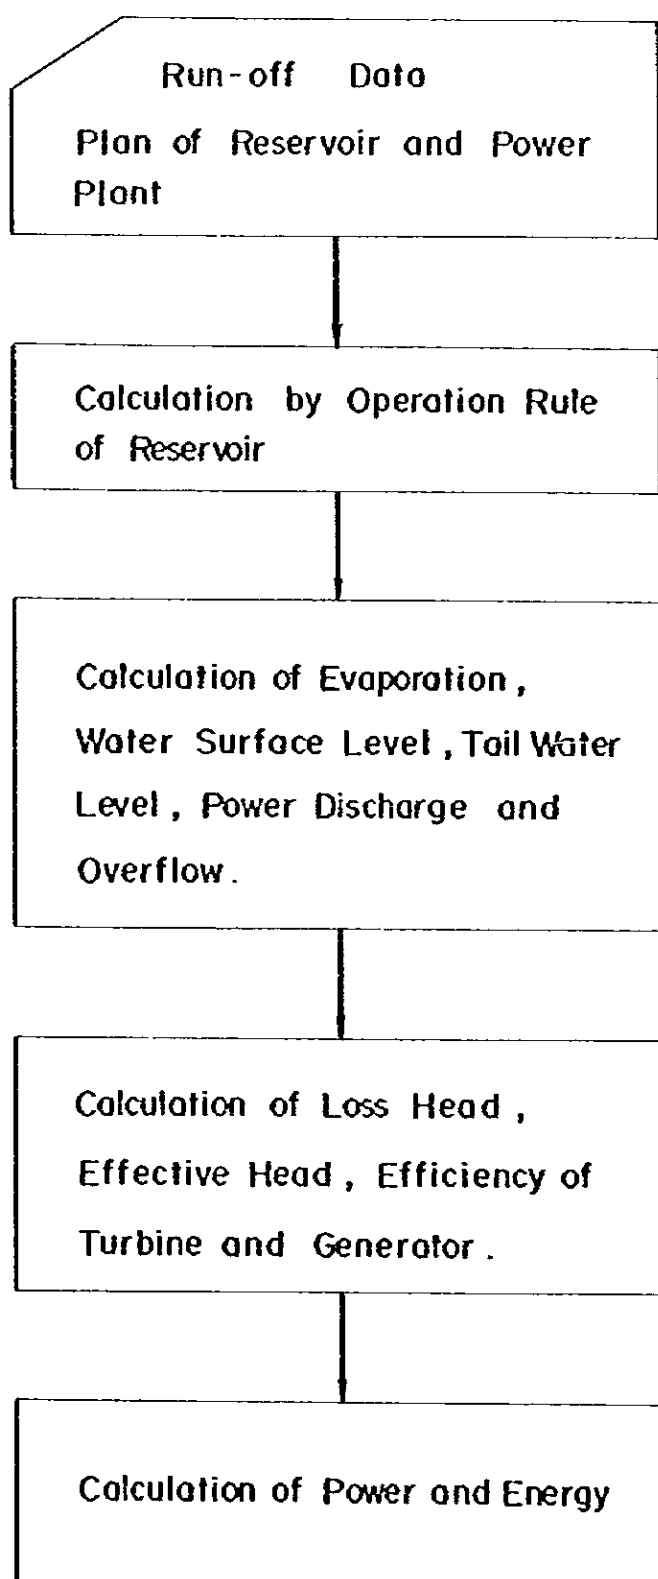 Run-off Data
Plan of Reservoir and Power
Plant
Calculation by Operation Rule
of Reservoir
Calculation of Evaporation,
Water Surface Level, Tail Water
Level, Power Discharge and
Overflow.
Calculation of Loss Head,
Effective Head, Efficiency of
Turbine and Generator.
Calculation of Power and Energy